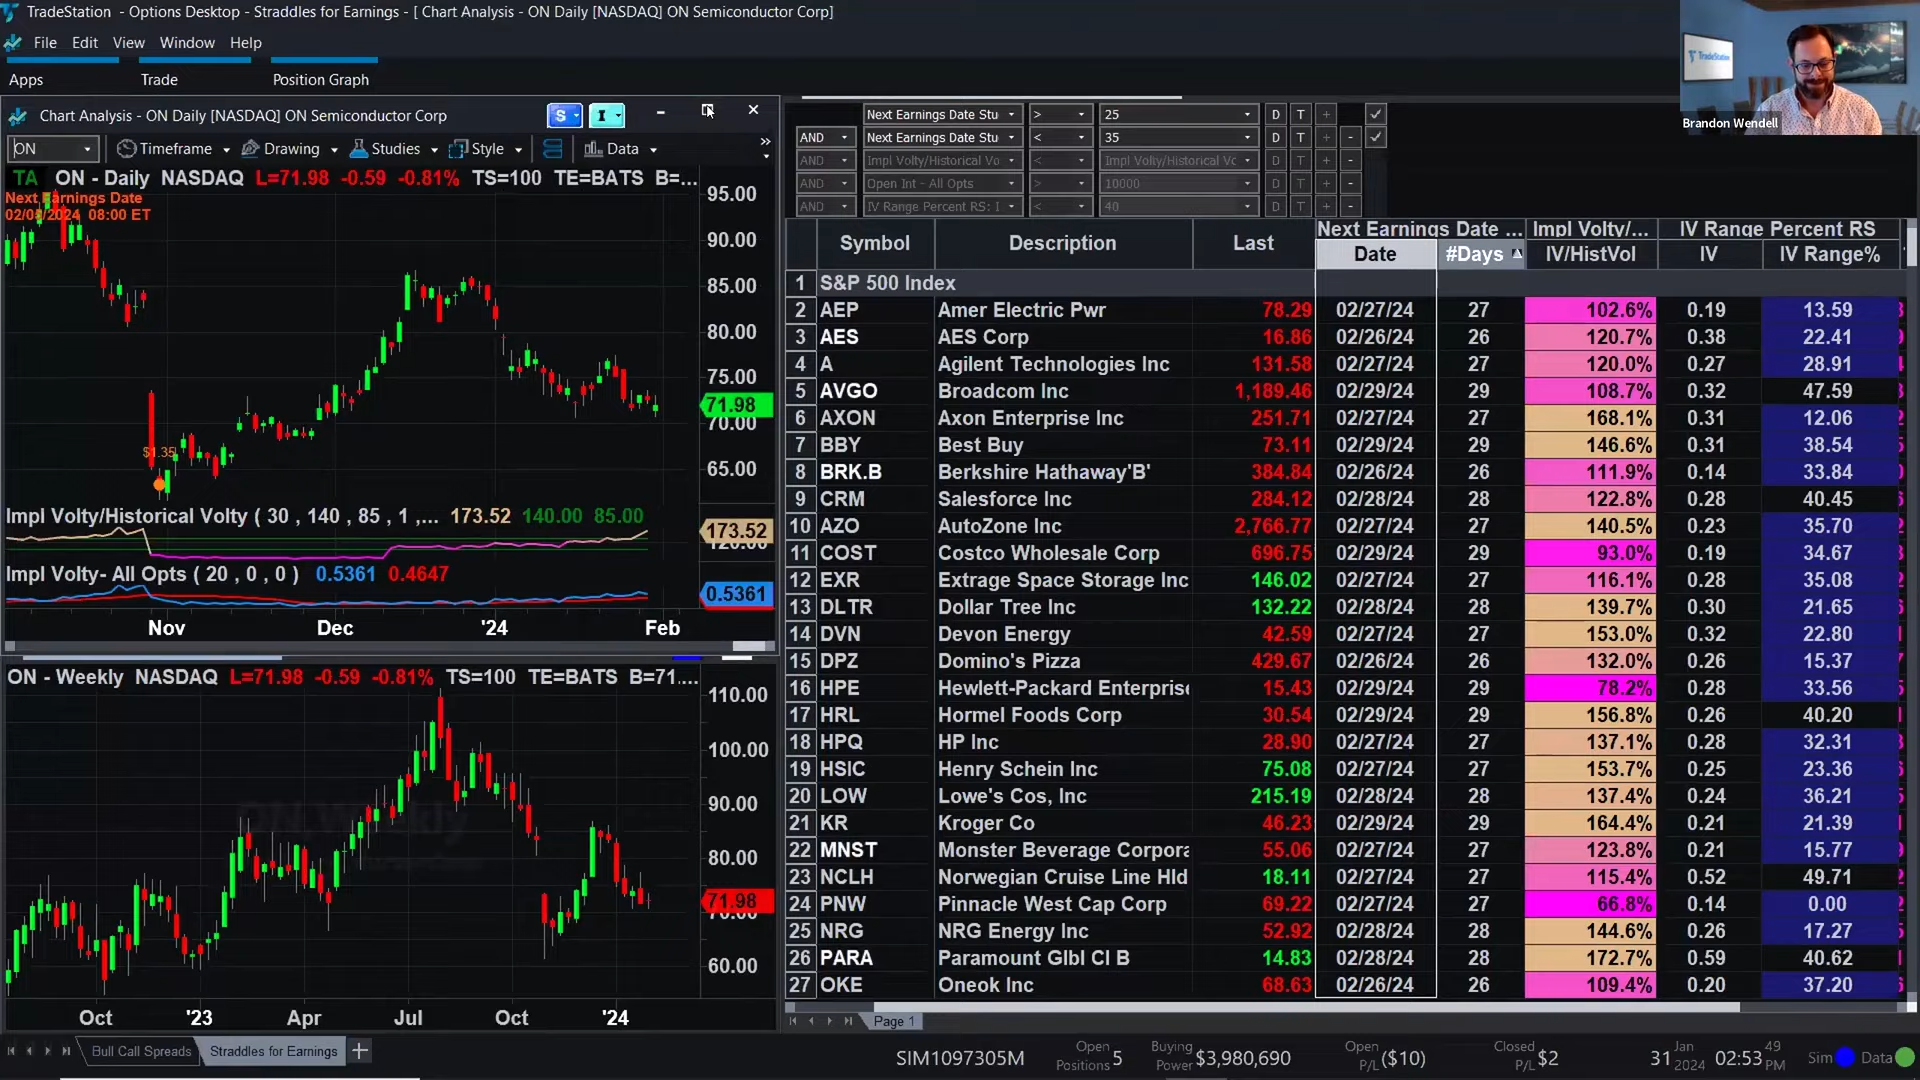 TradeStation - Options Desktop - Straddles for Earnings - [ Chart Analysis - ON Daily [NASDAQ] ON Semiconductor Corp]
File Edit View Window Help
Apps Trade Position Graph
TradeStation
Brandon Wendell
Chart Analysis - ON Daily [NASDAQ] ON Semiconductor Corp S I
ON Timeframe Drawing Studies Style Data »
TA ON - Daily NASDAQ L=71.98 -0.59 -0.81% TS=100 TE=BATS B=...
Next Earnings Date
02/05/2024 08:00 ET
95.00
90.00
85.00
80.00
75.00
71.98
70.00
65.00
$1.35
Impl Volty/Historical Volty ( 30 , 140 , 85 , 1 ,... 173.52 140.00 85.00
173.52
120.00
Impl Volty- All Opts ( 20 , 0 , 0 ) 0.5361 0.4647
0.5361
Nov Dec '24 Feb
ON - Weekly NASDAQ L=71.98 -0.59 -0.81% TS=100 TE=BATS B=71....
110.00
100.00
90.00
80.00
71.98
70.00
60.00
ON,Weekly
Oct '23 Apr Jul Oct '24
Next Earnings Date Stu > 25 D T +
AND Next Earnings Date Stu < 35 D T + -
AND Impl Volty/Historical Vo < Impl Volty/Historical Vc D T + -
AND Open Int - All Opts > 10000 D T + -
AND IV Range Percent RS: I < 40 D T + -
Symbol Description Last Next Earnings Date ... Impl Volty/... IV Range Percent RS
Date #Days IV/HistVol IV IV Range%
1 S&P 500 Index
2 AEP Amer Electric Pwr 78.29 02/27/24 27 102.6% 0.19 13.59
3 AES AES Corp 16.86 02/26/24 26 120.7% 0.38 22.41
4 A Agilent Technologies Inc 131.58 02/27/24 27 120.0% 0.27 28.91
5 AVGO Broadcom Inc 1,189.46 02/29/24 29 108.7% 0.32 47.59
6 AXON Axon Enterprise Inc 251.71 02/27/24 27 168.1% 0.31 12.06
7 BBY Best Buy 73.11 02/29/24 29 146.6% 0.31 38.54
8 BRK.B Berkshire Hathaway'B' 384.84 02/26/24 26 111.9% 0.14 33.84
9 CRM Salesforce Inc 284.12 02/28/24 28 122.8% 0.28 40.45
10 AZO AutoZone Inc 2,766.77 02/27/24 27 140.5% 0.23 35.70
11 COST Costco Wholesale Corp 696.75 02/29/24 29 93.0% 0.19 34.67
12 EXR Extrage Space Storage Inc 146.02 02/27/24 27 116.1% 0.28 35.08
13 DLTR Dollar Tree Inc 132.22 02/28/24 28 139.7% 0.30 21.65
14 DVN Devon Energy 42.59 02/27/24 27 153.0% 0.32 22.80
15 DPZ Domino's Pizza 429.67 02/26/24 26 132.0% 0.26 15.37
16 HPE Hewlett-Packard Enterprise 15.43 02/29/24 29 78.2% 0.28 33.56
17 HRL Hormel Foods Corp 30.54 02/29/24 29 156.8% 0.26 40.20
18 HPQ HP Inc 28.90 02/27/24 27 137.1% 0.28 32.31
19 HSIC Henry Schein Inc 75.08 02/27/24 27 153.7% 0.25 23.36
20 LOW Lowe's Cos, Inc 215.19 02/28/24 28 137.4% 0.24 36.21
21 KR Kroger Co 46.23 02/29/24 29 164.4% 0.21 21.39
22 MNST Monster Beverage Corpora 55.06 02/27/24 27 123.8% 0.21 15.77
23 NCLH Norwegian Cruise Line Hld 18.11 02/27/24 27 115.4% 0.52 49.71
24 PNW Pinnacle West Cap Corp 69.22 02/27/24 27 66.8% 0.14 0.00
25 NRG NRG Energy Inc 52.92 02/28/24 28 144.6% 0.26 17.27
26 PARA Paramount Glbl Cl B 14.83 02/28/24 28 172.7% 0.59 40.62
27 OKE Oneok Inc 68.63 02/26/24 26 109.4% 0.20 37.20
Page 1
Bull Call Spreads Straddles for Earnings +
SIM1097305M Open Positions 5 Buying Power $3,980,690 Open P/L ($10) Closed P/L $2 31 Jan 2024 02:53 49 PM Sim Data